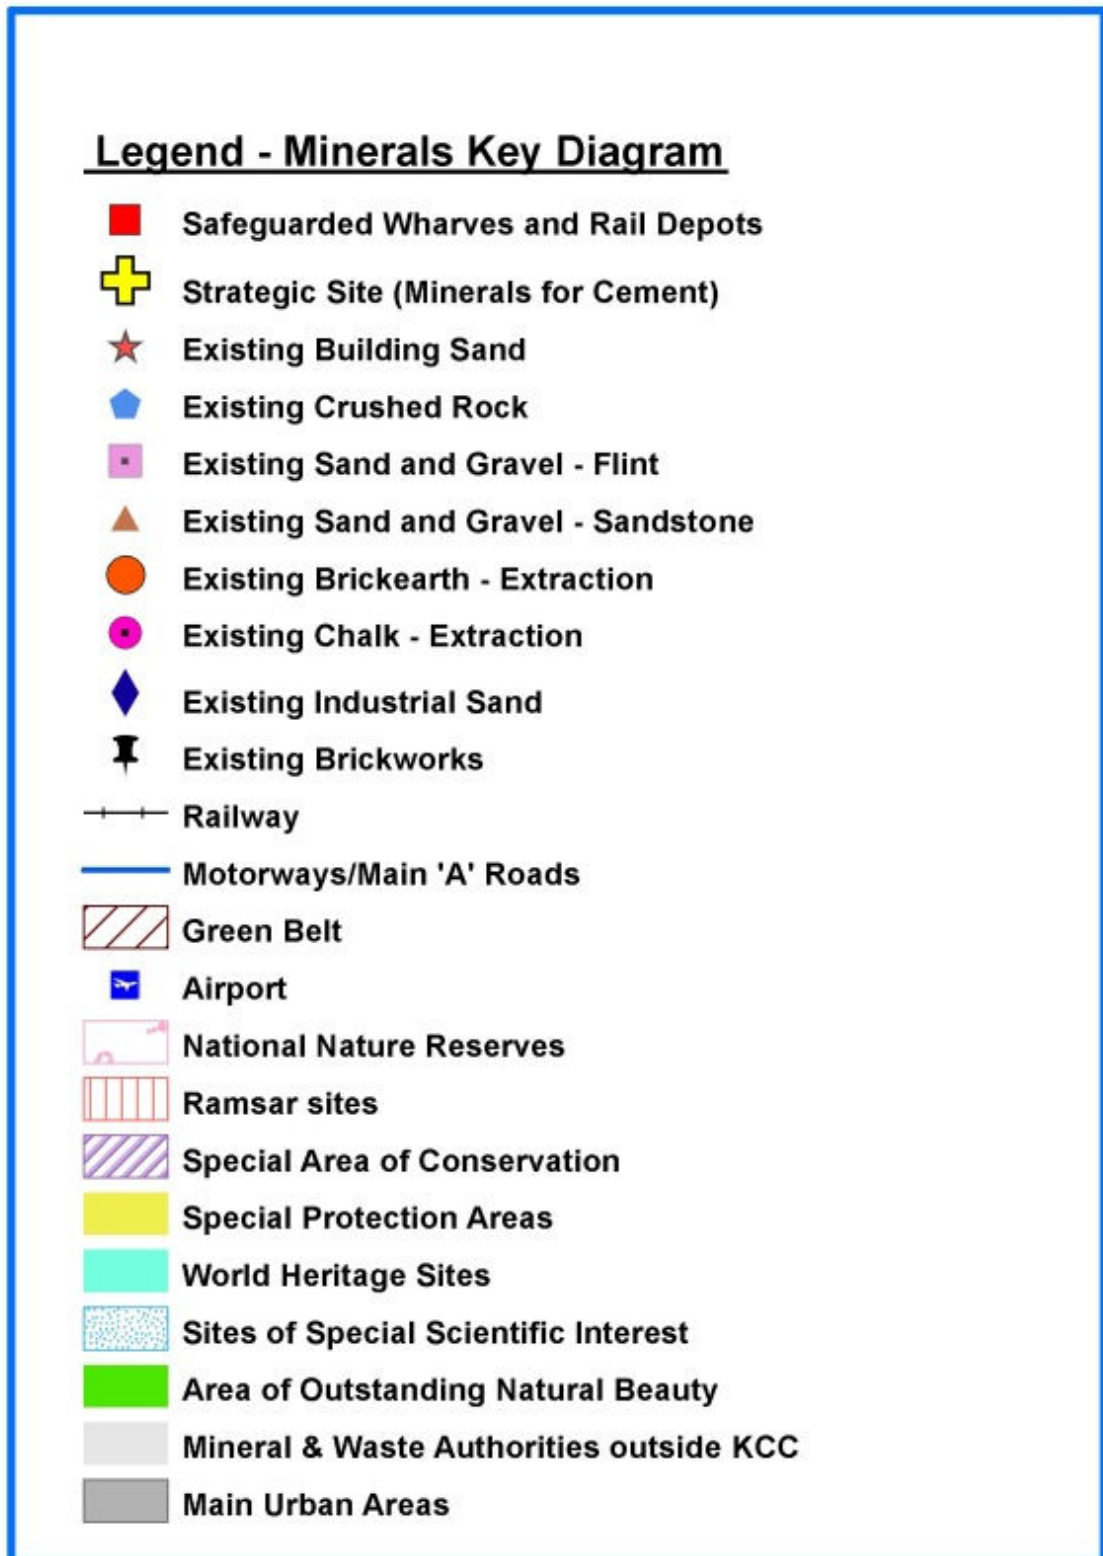 Legend - Minerals Key Diagram
Safeguarded Wharves and Rail Depots
Strategic Site (Minerals for Cement)
Existing Building Sand
Existing Crushed Rock
Existing Sand and Gravel - Flint
Existing Sand and Gravel - Sandstone
Existing Brickearth - Extraction
Existing Chalk - Extraction
Existing Industrial Sand
Existing Brickworks
Railway
Motorways/Main 'A' Roads
Green Belt
Airport
National Nature Reserves
Ramsar sites
Special Area of Conservation
Special Protection Areas
World Heritage Sites
Sites of Special Scientific Interest
Area of Outstanding Natural Beauty
Mineral & Waste Authorities outside KCC
Main Urban Areas